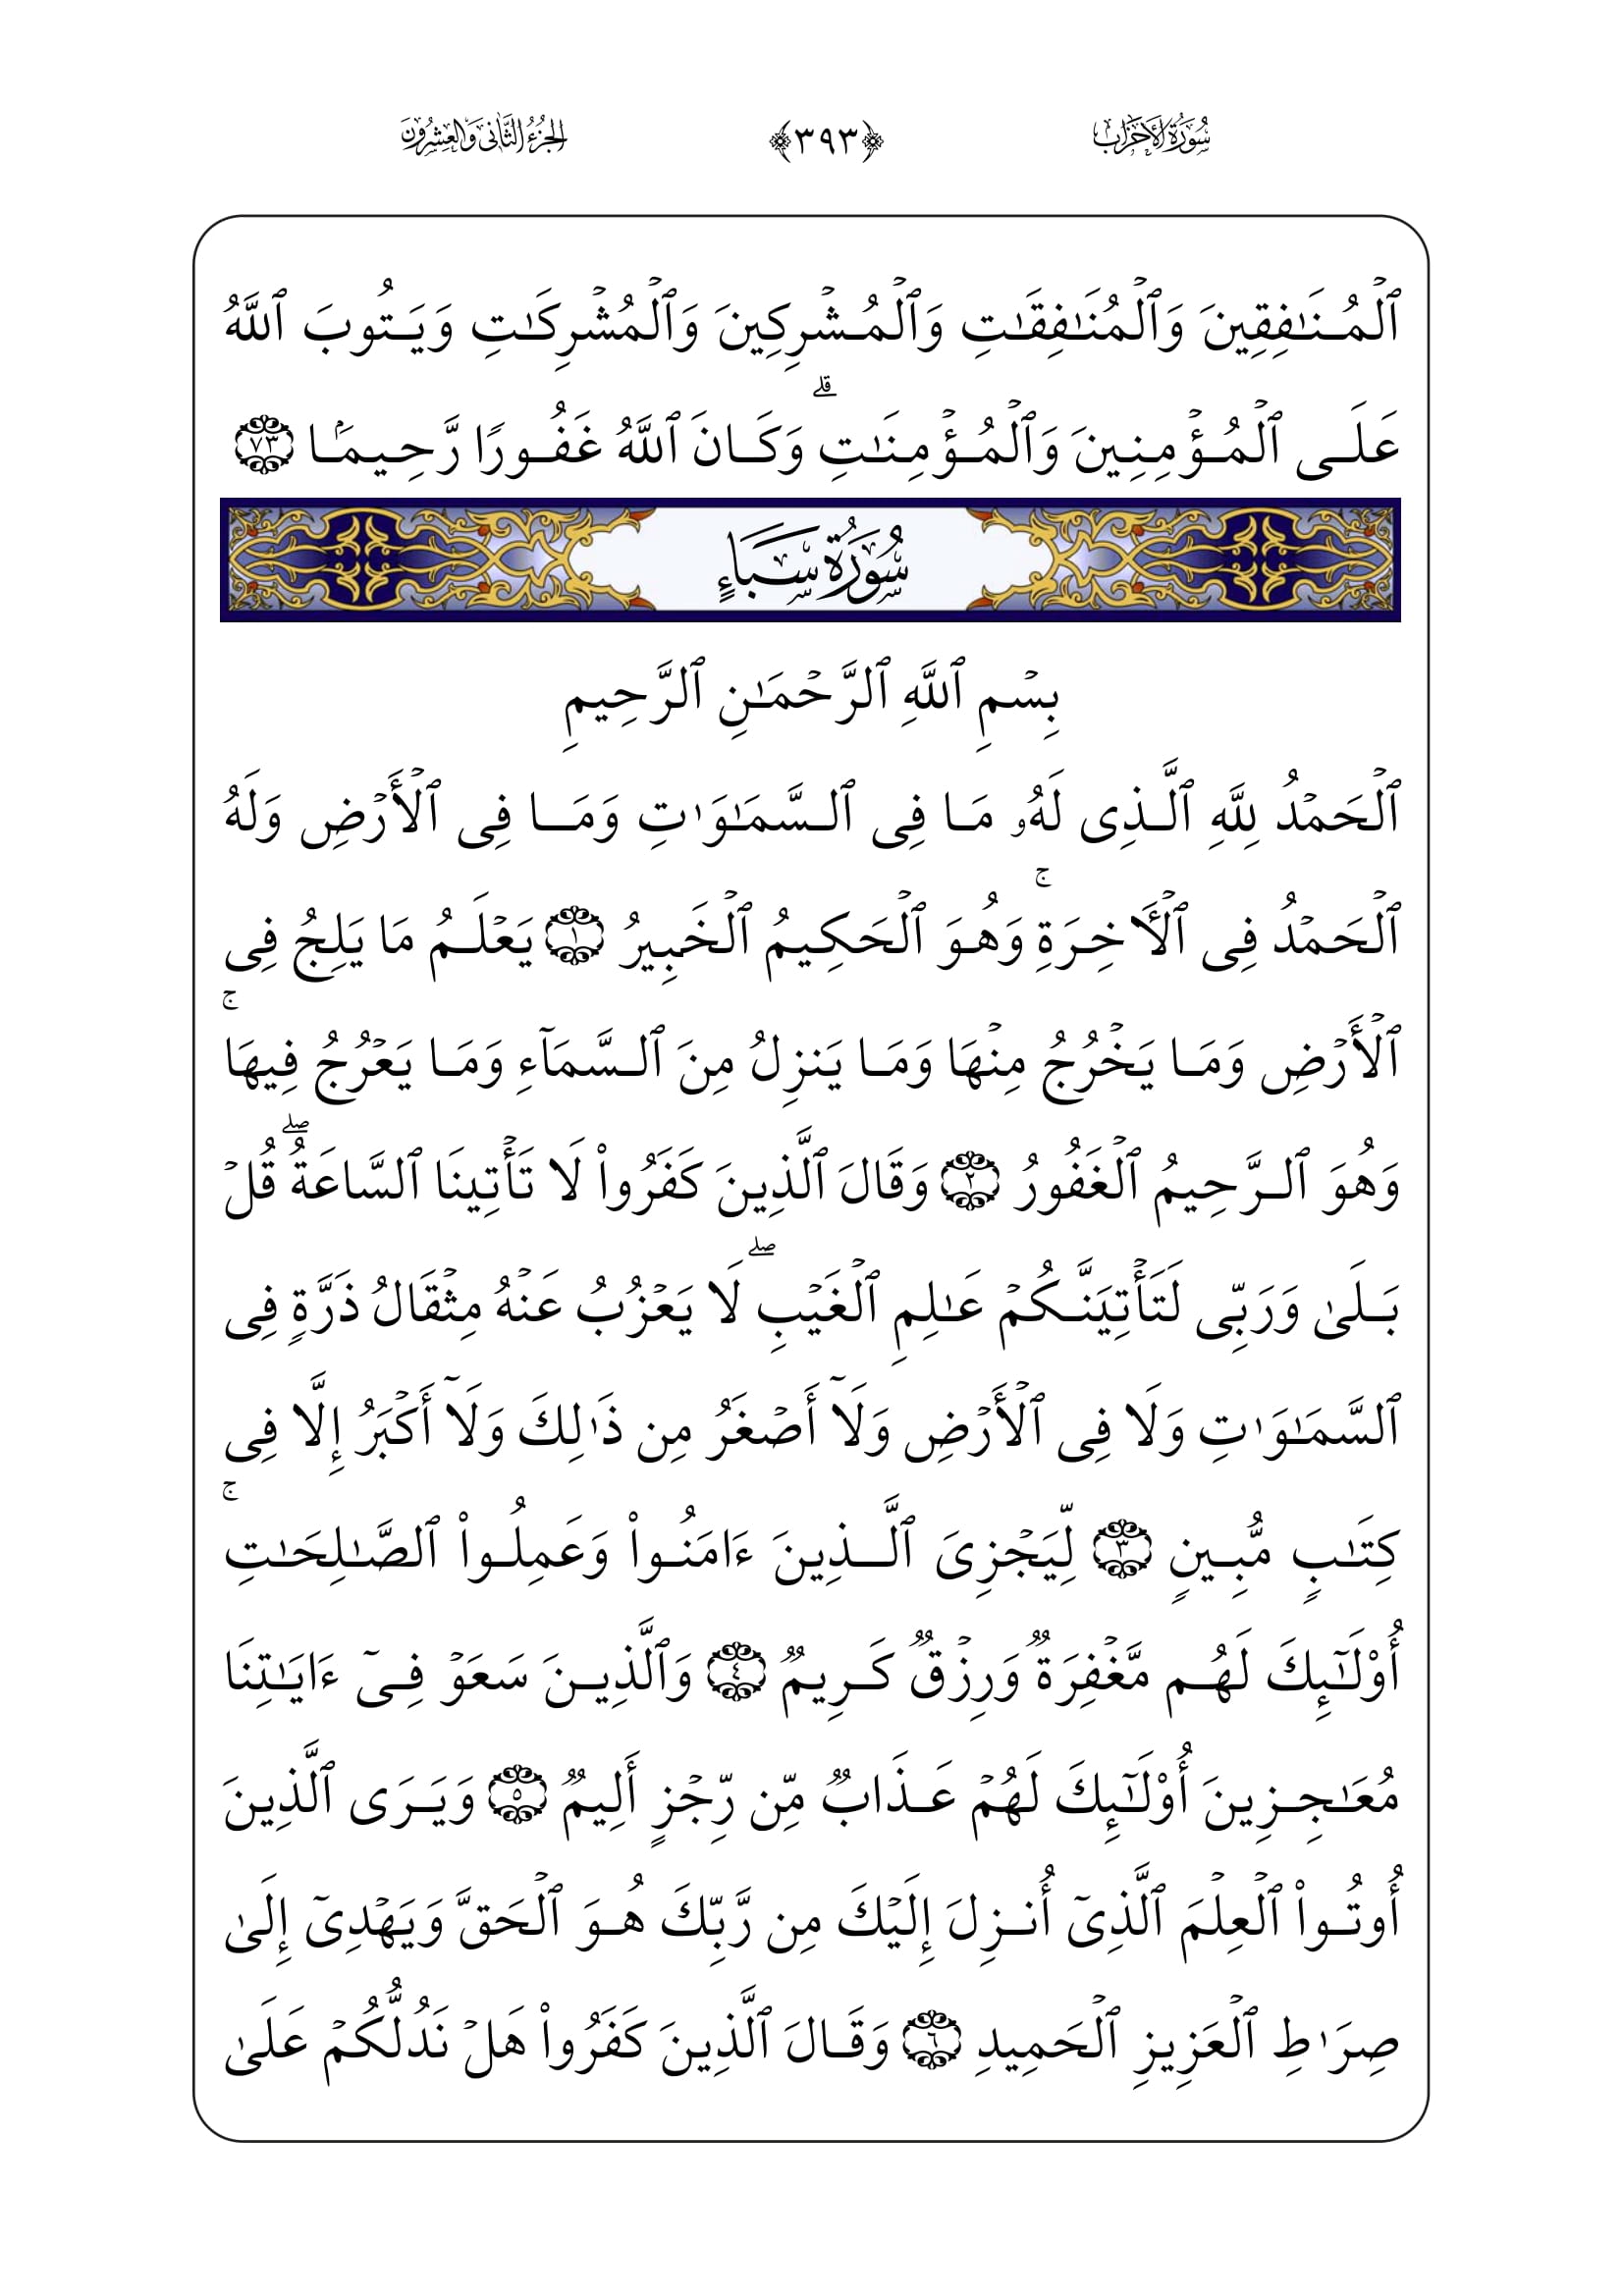 سُورَةُ الأَحْزَاب ﴿٣٩٣﴾ الجُزْءُ الثَّانِي وَالعِشْرُونَ
ٱلْمُنَـٰفِقِينَ وَٱلْمُنَـٰفِقَـٰتِ وَٱلْمُشْرِكِينَ وَٱلْمُشْرِكَـٰتِ وَيَتُوبَ ٱللَّهُ
عَلَى ٱلْمُؤْمِنِينَ وَٱلْمُؤْمِنَـٰتِ ۗ وَكَانَ ٱللَّهُ غَفُورًا رَّحِيمًۢا ٧٣
سُورَةُ سَبَإٍ
بِسْمِ ٱللَّهِ ٱلرَّحْمَـٰنِ ٱلرَّحِيمِ
ٱلْحَمْدُ لِلَّهِ ٱلَّذِى لَهُۥ مَا فِى ٱلسَّمَـٰوَٰتِ وَمَا فِى ٱلْأَرْضِ وَلَهُ
ٱلْحَمْدُ فِى ٱلْـَٔاخِرَةِ ۚ وَهُوَ ٱلْحَكِيمُ ٱلْخَبِيرُ ١ يَعْلَمُ مَا يَلِجُ فِى
ٱلْأَرْضِ وَمَا يَخْرُجُ مِنْهَا وَمَا يَنزِلُ مِنَ ٱلسَّمَآءِ وَمَا يَعْرُجُ فِيهَا ۚ
وَهُوَ ٱلرَّحِيمُ ٱلْغَفُورُ ٢ وَقَالَ ٱلَّذِينَ كَفَرُوا۟ لَا تَأْتِينَا ٱلسَّاعَةُ ۖ قُلْ
بَلَىٰ وَرَبِّى لَتَأْتِيَنَّكُمْ عَـٰلِمِ ٱلْغَيْبِ ۖ لَا يَعْزُبُ عَنْهُ مِثْقَالُ ذَرَّةٍ فِى
ٱلسَّمَـٰوَٰتِ وَلَا فِى ٱلْأَرْضِ وَلَآ أَصْغَرُ مِن ذَٰلِكَ وَلَآ أَكْبَرُ إِلَّا فِى
كِتَـٰبٍ مُّبِينٍ ٣ لِّيَجْزِىَ ٱلَّذِينَ ءَامَنُوا۟ وَعَمِلُوا۟ ٱلصَّـٰلِحَـٰتِ ۚ
أُو۟لَـٰٓئِكَ لَهُم مَّغْفِرَةٌ وَرِزْقٌ كَرِيمٌ ٤ وَٱلَّذِينَ سَعَوْ فِىٓ ءَايَـٰتِنَا
مُعَـٰجِزِينَ أُو۟لَـٰٓئِكَ لَهُمْ عَذَابٌ مِّن رِّجْزٍ أَلِيمٌ ٥ وَيَرَى ٱلَّذِينَ
أُوتُوا۟ ٱلْعِلْمَ ٱلَّذِىٓ أُنزِلَ إِلَيْكَ مِن رَّبِّكَ هُوَ ٱلْحَقَّ وَيَهْدِىٓ إِلَىٰ
صِرَٰطِ ٱلْعَزِيزِ ٱلْحَمِيدِ ٦ وَقَالَ ٱلَّذِينَ كَفَرُوا۟ هَلْ نَدُلُّكُمْ عَلَىٰ